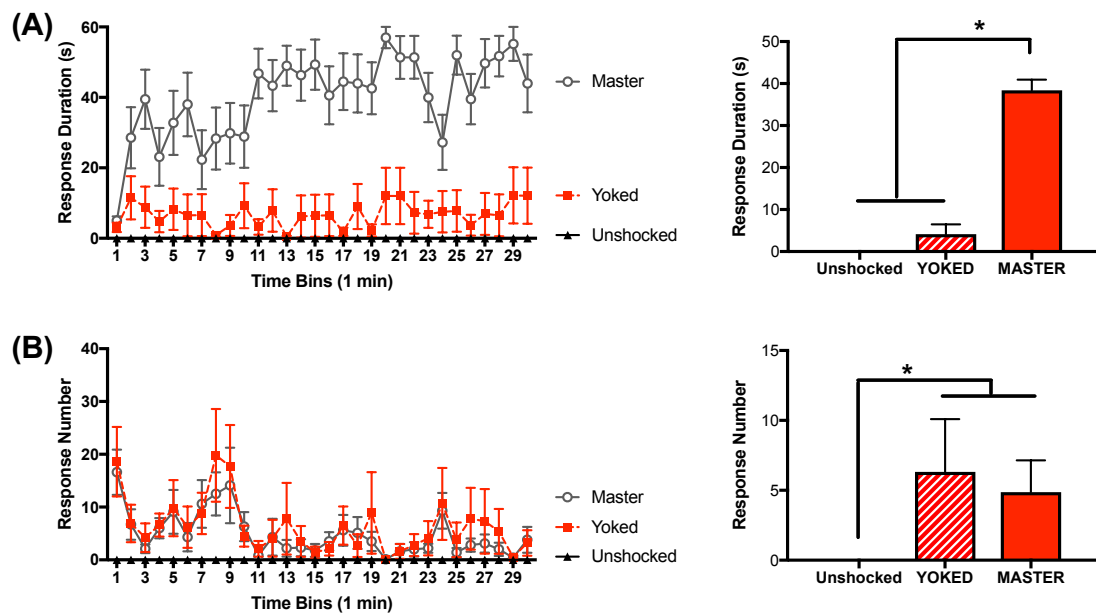 (A)
Response Duration (s)
60
40
20
0
1 3 5 7 9 11 13 15 17 19 21 23 25 27 29
Time Bins (1 min)
Master
Yoked
Unshocked
Response Duration (s)
50
40
30
20
10
0
*
Unshocked YOKED MASTER
(B)
Response Number
40
30
20
10
0
1 3 5 7 9 11 13 15 17 19 21 23 25 27 29
Time Bins (1 min)
Master
Yoked
Unshocked
Response Number
15
10
5
0
*
Unshocked YOKED MASTER